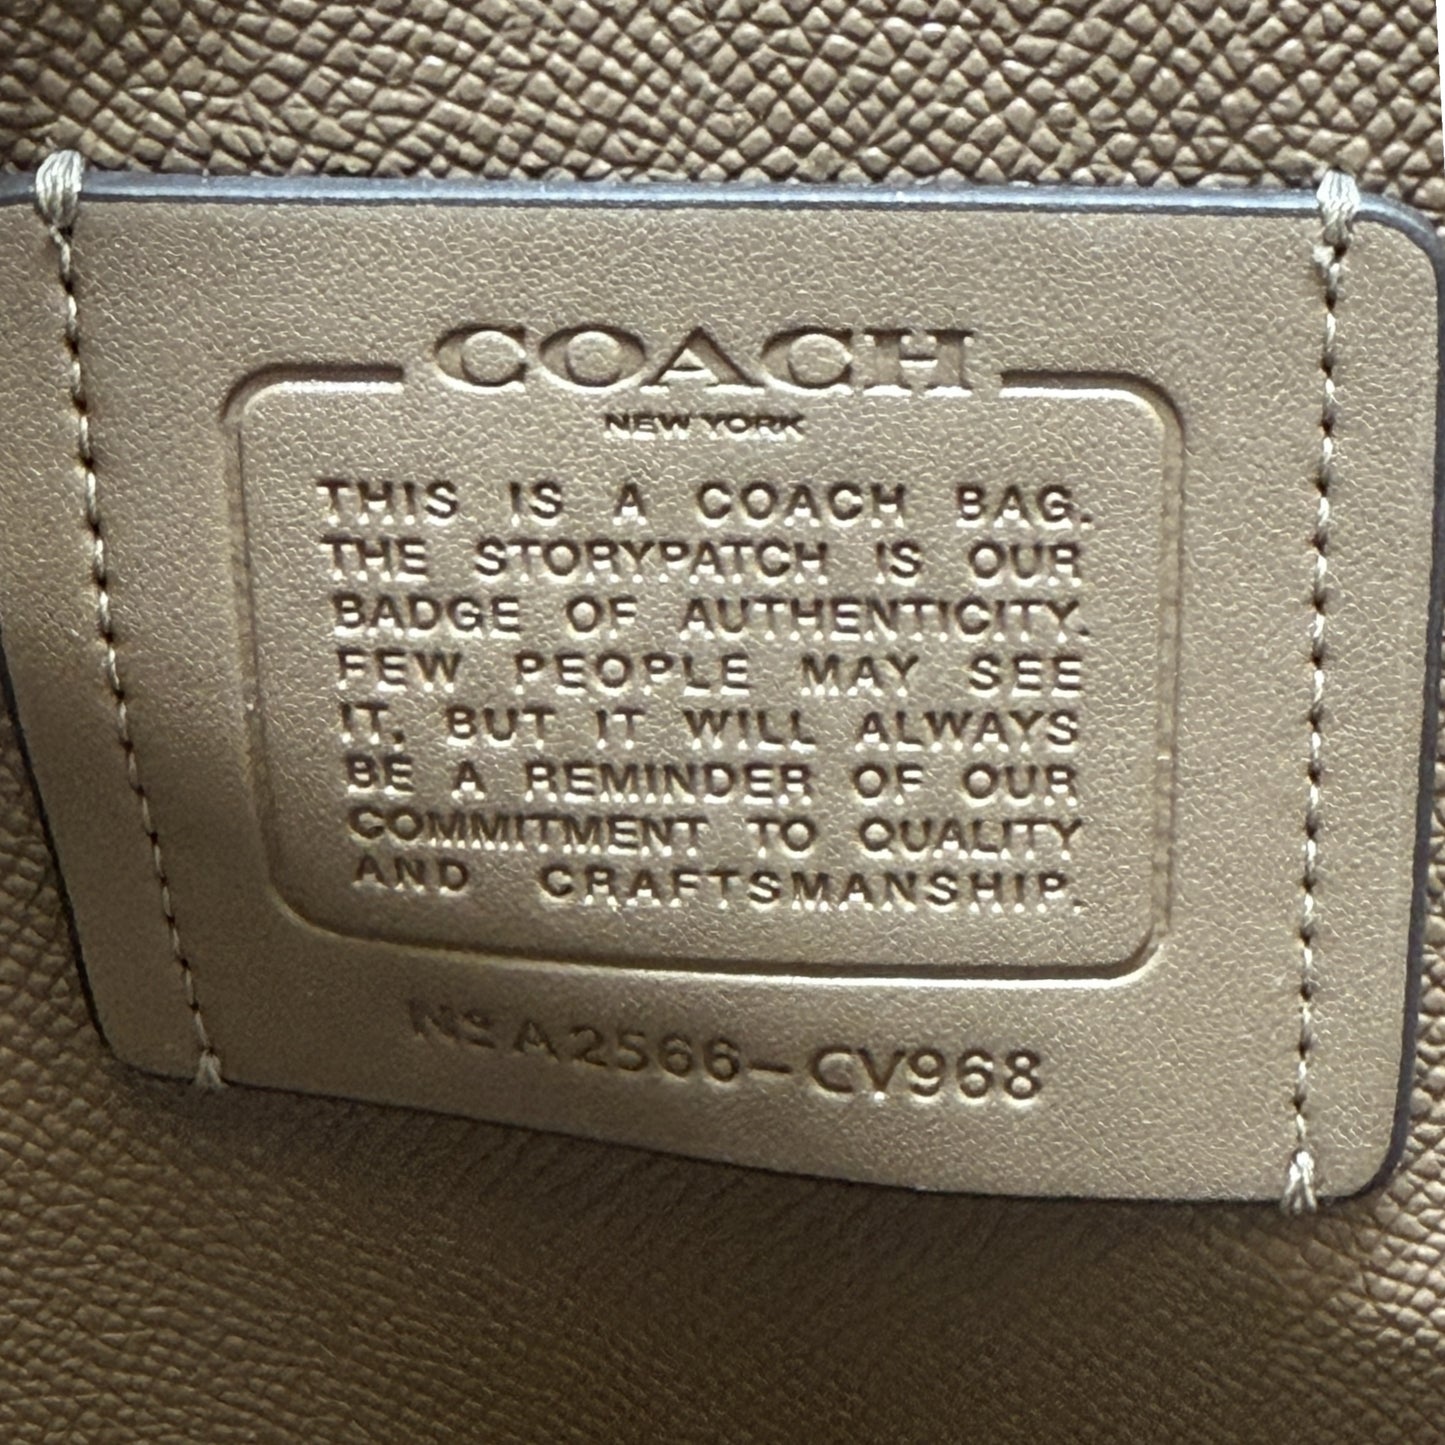 COACH
NEW YORK
THIS IS A COACH BAG.
THE STORYPATCH IS OUR
BADGE OF AUTHENTICITY.
FEW PEOPLE MAY SEE
IT, BUT IT WILL ALWAYS
BE A REMINDER OF OUR
COMMITMENT TO QUALITY
AND CRAFTSMANSHIP.
Nº A2566-CV968